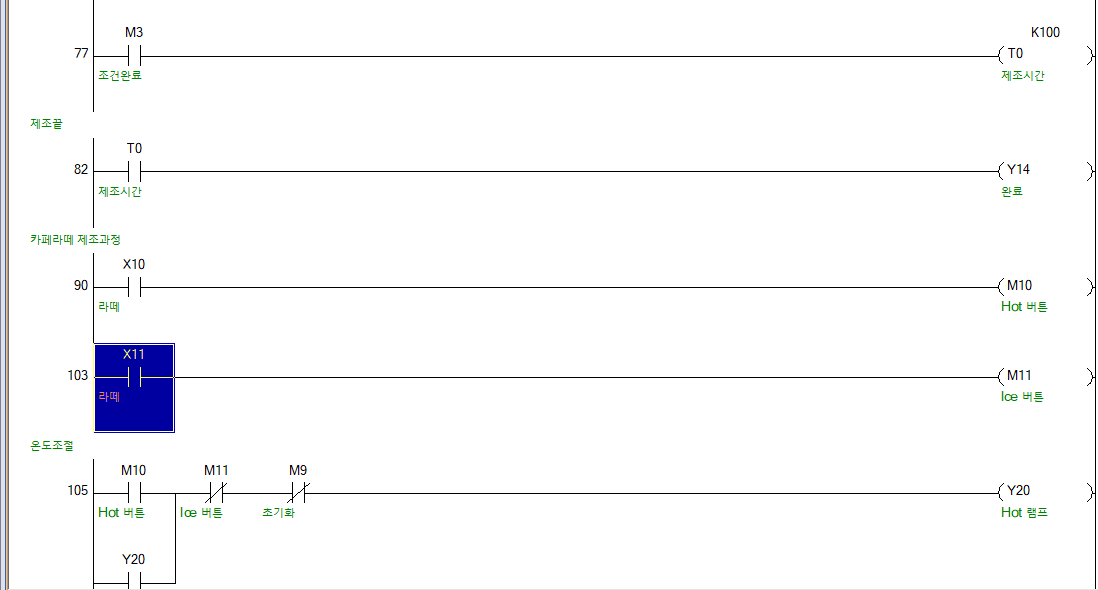 M3 K100
77 T0
조건완료 제조시간
제조끝
T0
82 Y14
제조시간 완료
카페라떼 제조과정
X10
90 M10
라떼 Hot 버튼
X11
103 M11
라떼 Ice 버튼
온도조절
M10 M11 M9
105 Y20
Hot 버튼 Ice 버튼 초기화 Hot 램프
Y20